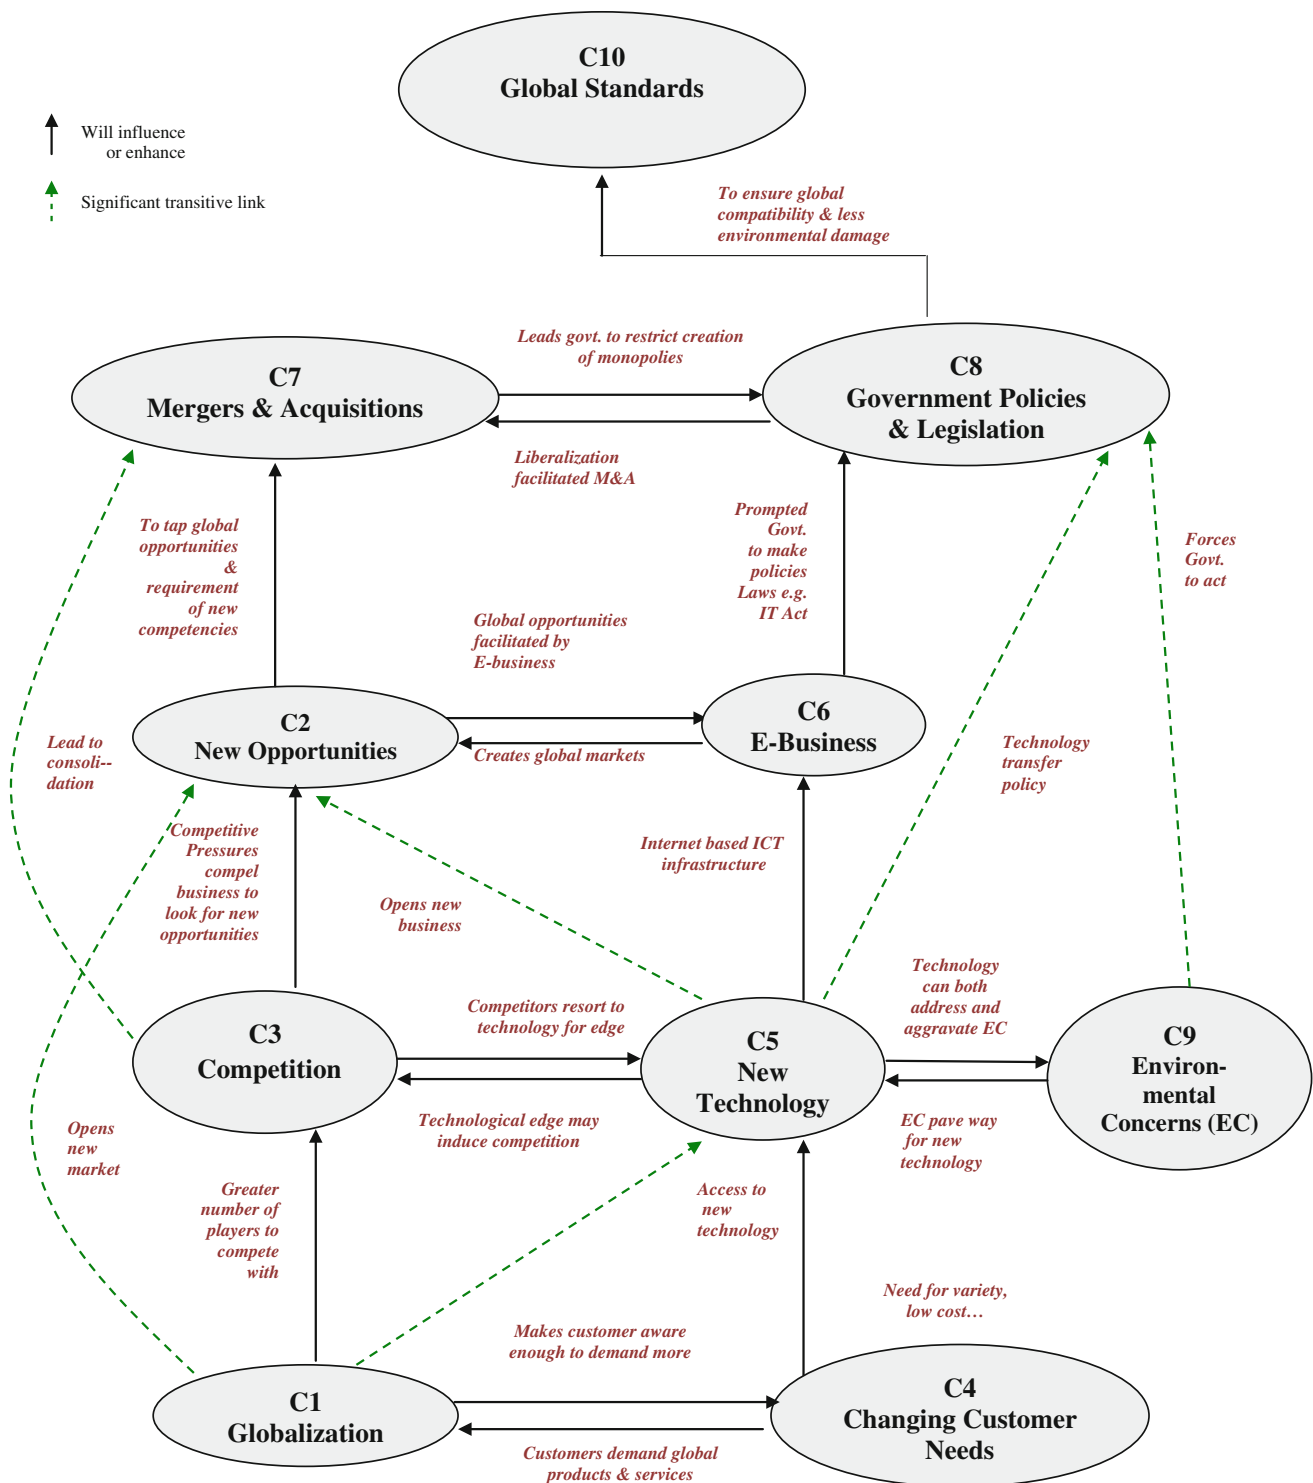 C10
Global Standards
Will influence
or enhance
Significant transitive link
To ensure global
compatibility & less
environmental damage
Leads govt. to restrict creation
of monopolies
C7
Mergers & Acquisitions
C8
Government Policies
& Legislation
Liberalization
facilitated M&A
To tap global
opportunities
&
requirement
of new
competencies
Prompted
Govt.
to make
policies
Laws e.g.
IT Act
Forces
Govt.
to act
Global opportunities
facilitated by
E-business
C2
New Opportunities
C6
E-Business
Creates global markets
Lead to
consoli--
dation
Technology
transfer
policy
Competitive
Pressures
compel
business to
look for new
opportunities
Internet based ICT
infrastructure
Opens new
business
Technology
can both
address and
aggravate EC
Competitors resort to
technology for edge
C3
Competition
C5
New
Technology
C9
Environ-
mental
Concerns (EC)
Technological edge may
induce competition
EC pave way
for new
technology
Opens
new
market
Greater
number of
players to
compete
with
Access to
new
technology
Need for variety,
low cost…
Makes customer aware
enough to demand more
C1
Globalization
C4
Changing Customer
Needs
Customers demand global
products & services